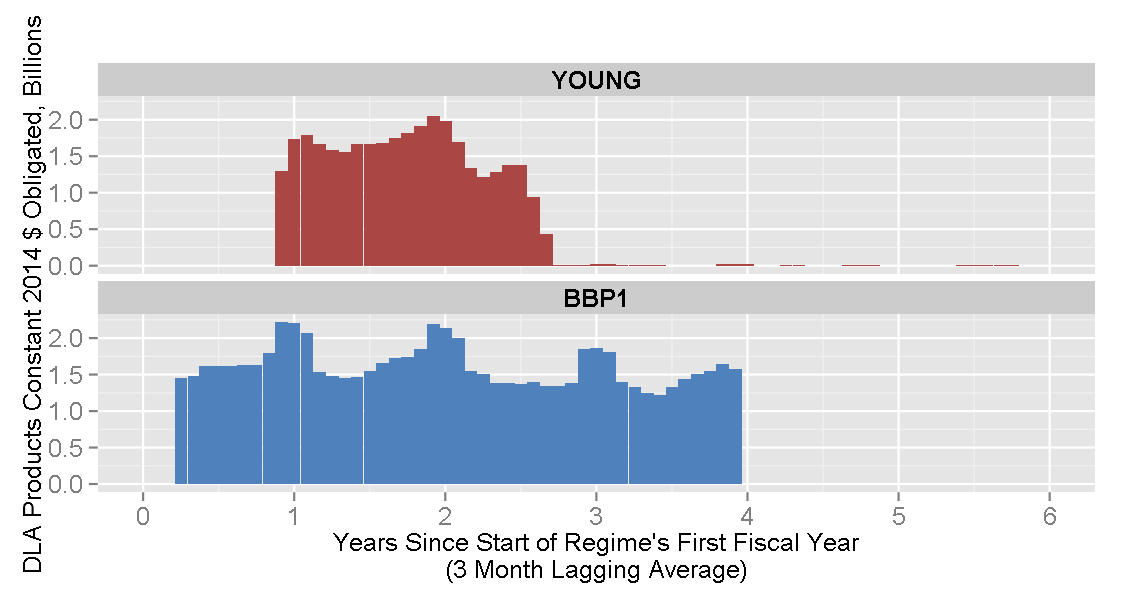 DLA Products Constant 2014 $ Obligated, Billions
YOUNG
2.0
1.5
1.0
0.5
0.0
BBP1
2.0
1.5
1.0
0.5
0.0
0 1 2 3 4 5 6
Years Since Start of Regime's First Fiscal Year
(3 Month Lagging Average)